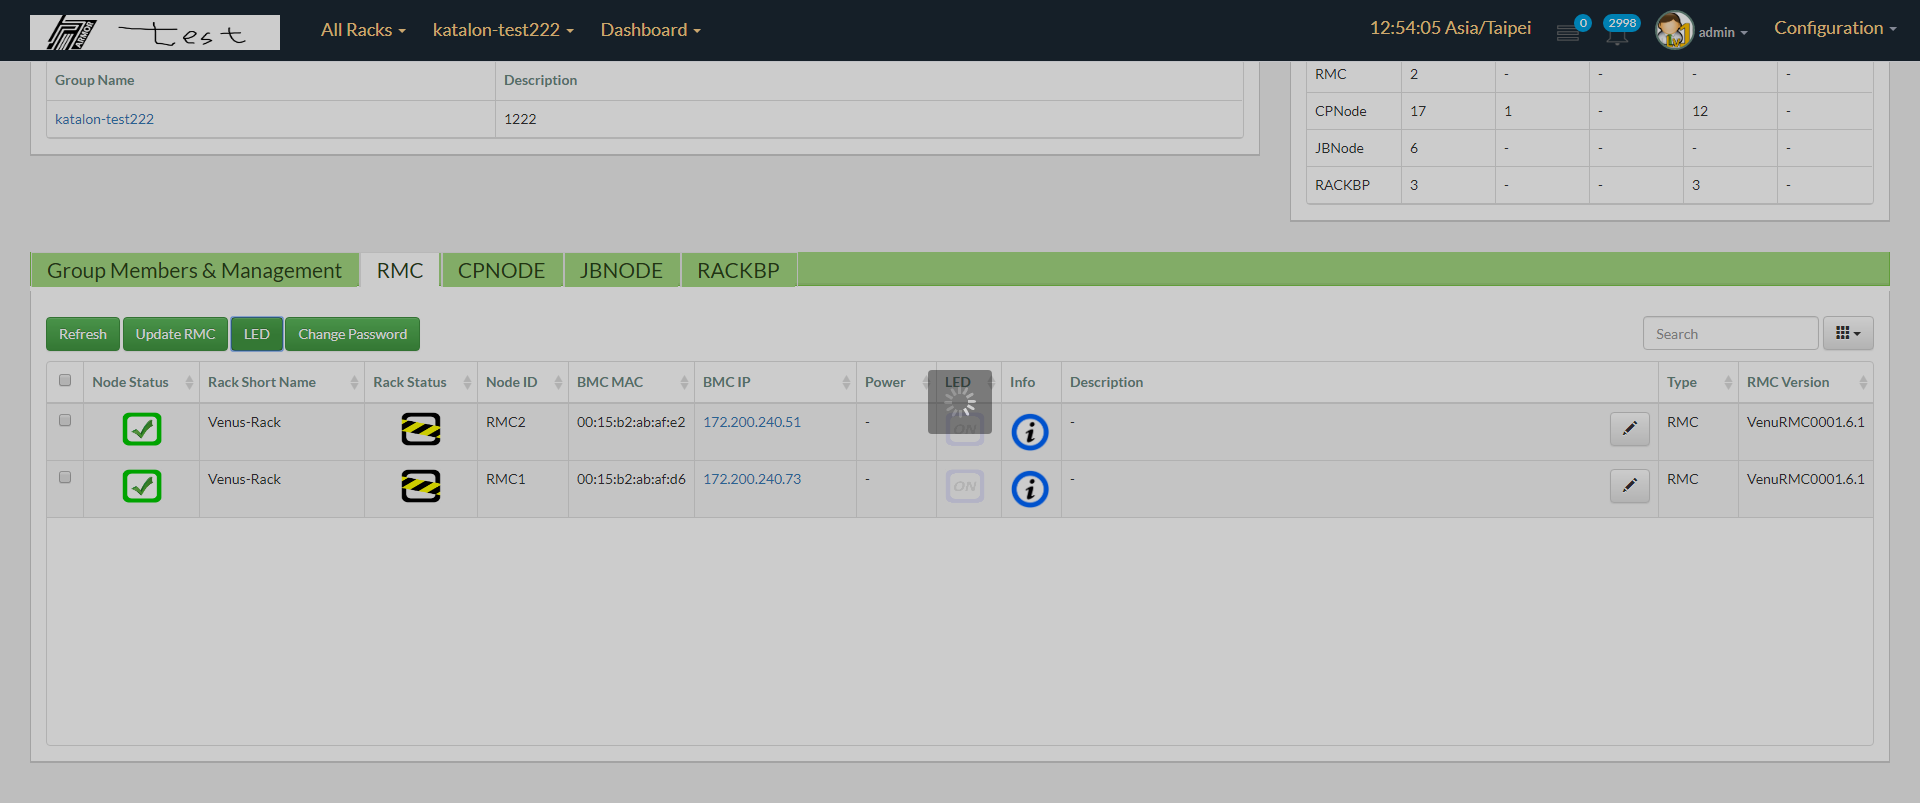 ARMOR test All Racks katalon-test222 Dashboard 12:54:05 Asia/Taipei 0 2998 admin Configuration
Group Name Description
katalon-test222 1222
RMC 2 - - - -
CPNode 17 1 - 12 -
JBNode 6 - - - -
RACKBP 3 - - 3 -
Group Members & Management RMC CPNODE JBNODE RACKBP
Refresh Update RMC LED Change Password Search
Node Status Rack Short Name Rack Status Node ID BMC MAC BMC IP Power LED Info Description Type RMC Version
Venus-Rack RMC2 00:15:b2:ab:af:e2 172.200.240.51 - ON i - RMC VenuRMC0001.6.1
Venus-Rack RMC1 00:15:b2:ab:af:d6 172.200.240.73 - ON i - RMC VenuRMC0001.6.1